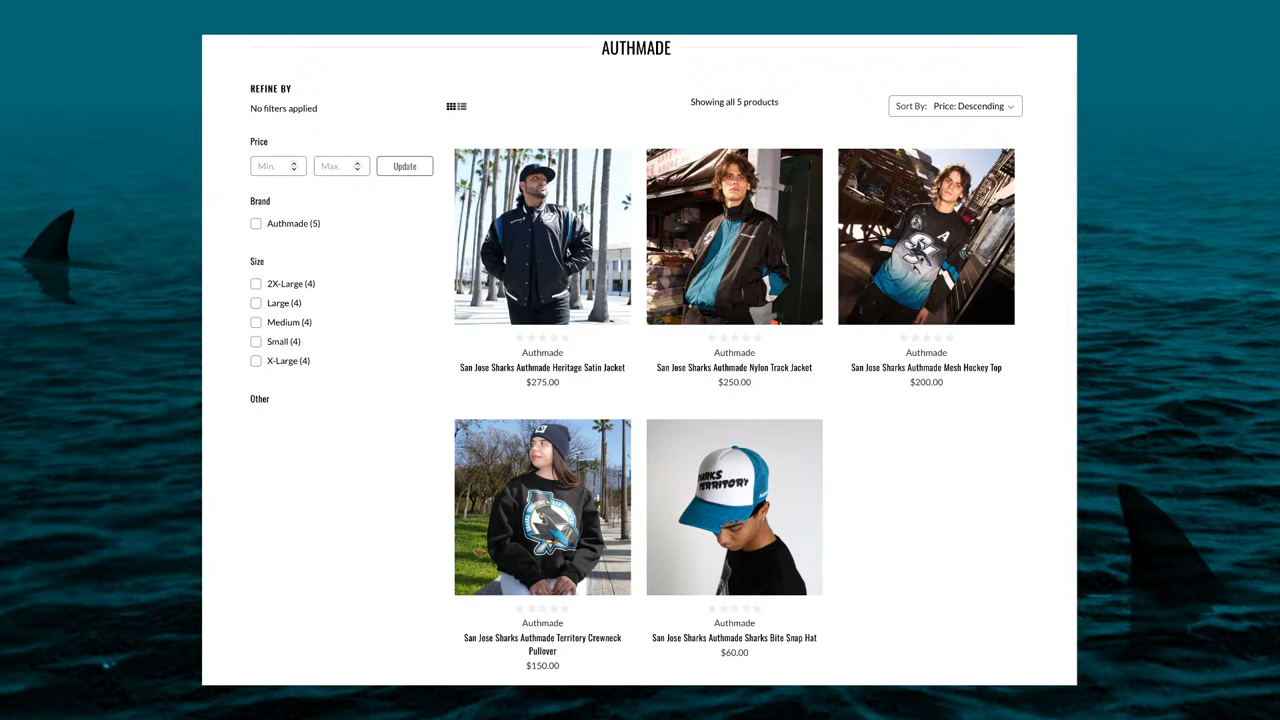 AUTHMADE
REFINE BY
No filters applied
Showing all 5 products
Sort By: Price: Descending
Price
Min.
Max.
Update
Brand
Authmade (5)
Size
2X-Large (4)
Large (4)
Medium (4)
Small (4)
X-Large (4)
Other
A
Authmade
San Jose Sharks Authmade Heritage Satin Jacket
$275.00
Authmade
San Jose Sharks Authmade Nylon Track Jacket
$250.00
Authmade
San Jose Sharks Authmade Mesh Hockey Top
$200.00
TERRITORY
Authmade
San Jose Sharks Authmade Territory Crewneck
Pullover
$150.00
Authmade
San Jose Sharks Authmade Sharks Bite Snap Hat
$60.00